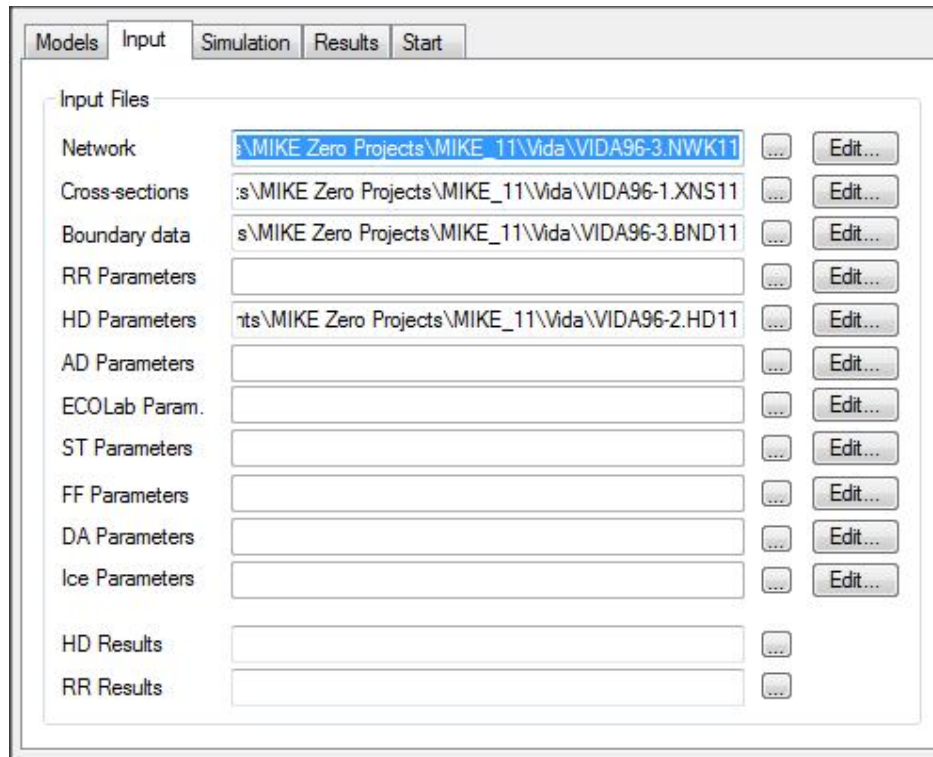 Models Input Simulation Results Start
Input Files
Network s\MIKE Zero Projects\MIKE_11\Vida\VIDA96-3.NWK11 ... Edit...
Cross-sections :s\MIKE Zero Projects\MIKE_11\Vida\VIDA96-1.XNS11 ... Edit...
Boundary data s\MIKE Zero Projects\MIKE_11\Vida\VIDA96-3.BND11 ... Edit...
RR Parameters ... Edit...
HD Parameters nts\MIKE Zero Projects\MIKE_11\Vida\VIDA96-2.HD11 ... Edit...
AD Parameters ... Edit...
ECOLab Param. ... Edit...
ST Parameters ... Edit...
FF Parameters ... Edit...
DA Parameters ... Edit...
Ice Parameters ... Edit...
HD Results ...
RR Results ...